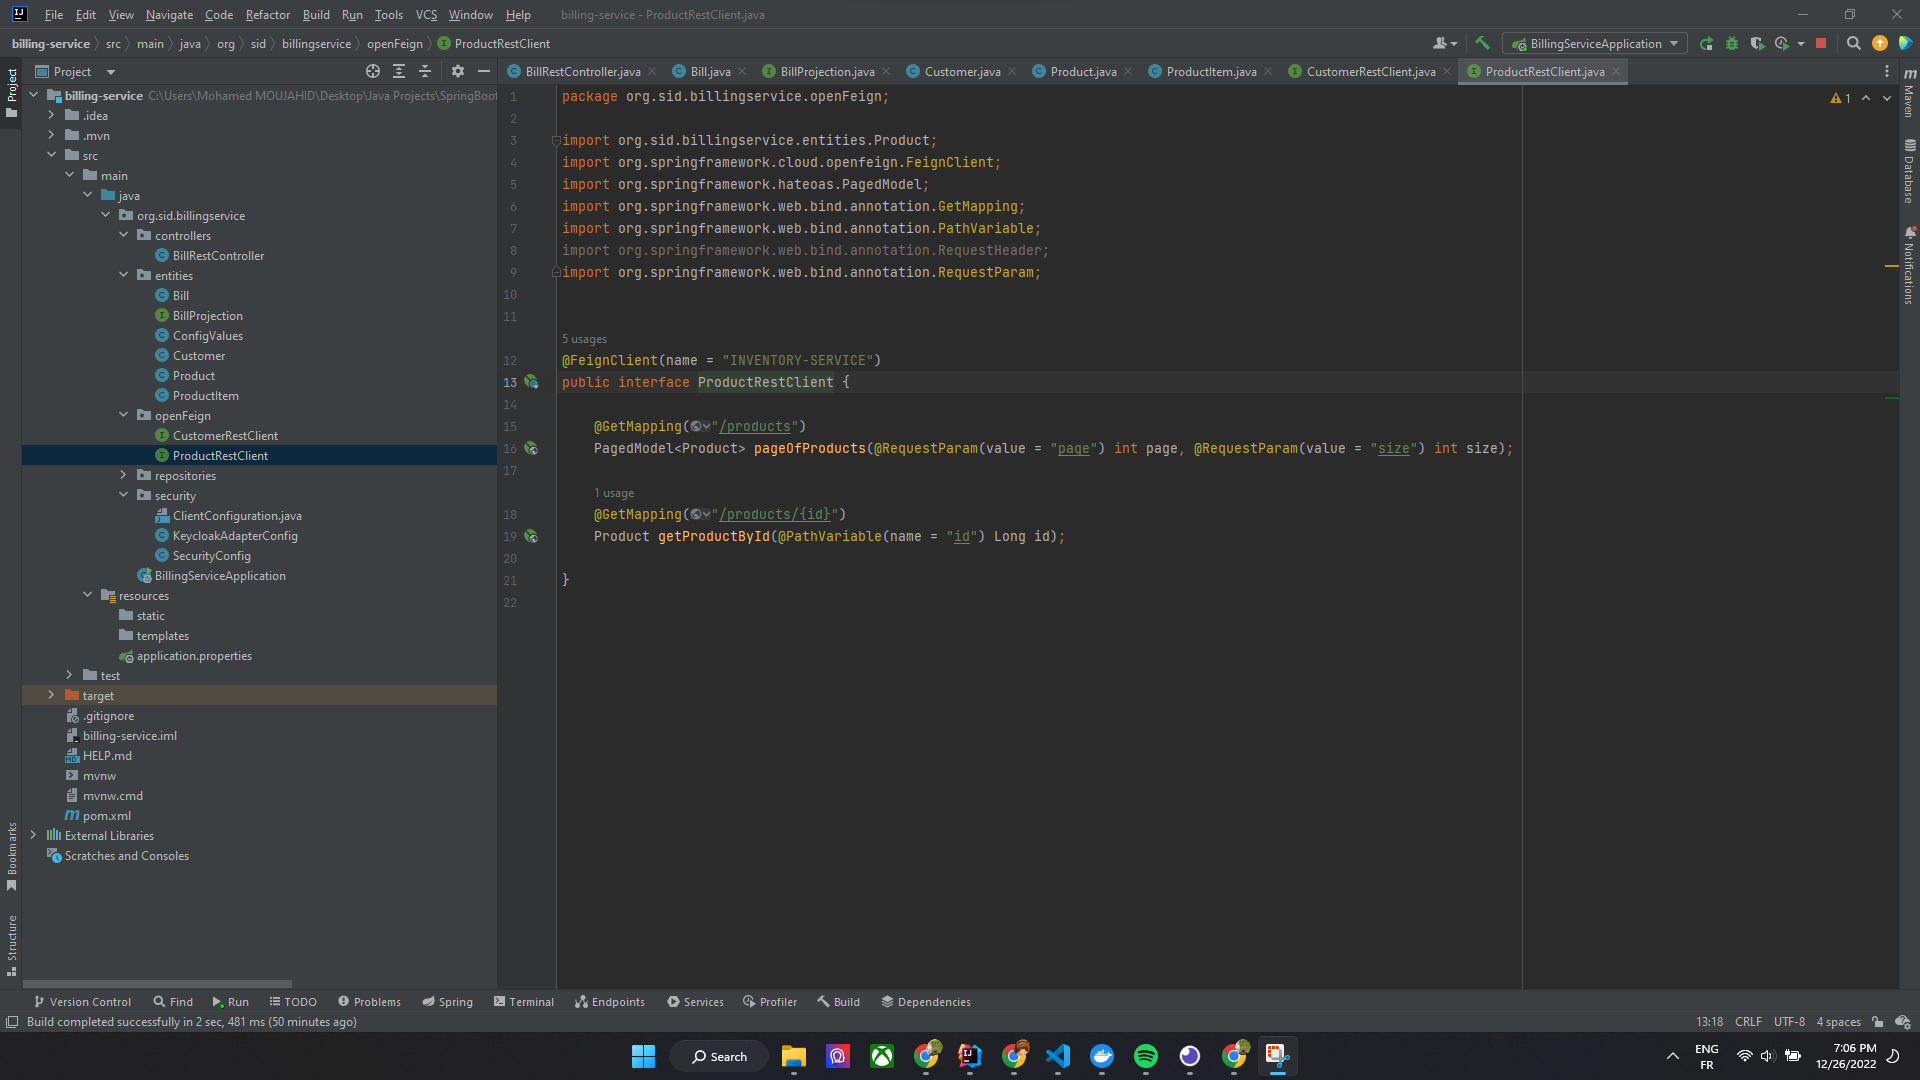 File Edit View Navigate Code Refactor Build Run Tools VCS Window Help billing-service - ProductRestClient.java
billing-service src main java org sid billingservice openFeign ProductRestClient
BillingServiceApplication
Project
BillRestController.java Bill.java BillProjection.java Customer.java Product.java ProductItem.java CustomerRestClient.java ProductRestClient.java
Project
billing-service C:\Users\Mohamed MOUJAHID\Desktop\Java Projects\SpringBoot
.idea
.mvn
src
main
java
org.sid.billingservice
controllers
BillRestController
entities
Bill
BillProjection
ConfigValues
Customer
Product
ProductItem
openFeign
CustomerRestClient
ProductRestClient
repositories
security
ClientConfiguration.java
KeycloakAdapterConfig
SecurityConfig
BillingServiceApplication
resources
static
templates
application.properties
test
target
.gitignore
billing-service.iml
HELP.md
mvnw
mvnw.cmd
pom.xml
External Libraries
Scratches and Consoles
Bookmarks
Structure
1 package org.sid.billingservice.openFeign;
2
3 import org.sid.billingservice.entities.Product;
4 import org.springframework.cloud.openfeign.FeignClient;
5 import org.springframework.hateoas.PagedModel;
6 import org.springframework.web.bind.annotation.GetMapping;
7 import org.springframework.web.bind.annotation.PathVariable;
8 import org.springframework.web.bind.annotation.RequestHeader;
9 import org.springframework.web.bind.annotation.RequestParam;
10
11
5 usages
12 @FeignClient(name = "INVENTORY-SERVICE")
13 public interface ProductRestClient {
14
15 @GetMapping("/products")
16 PagedModel<Product> pageOfProducts(@RequestParam(value = "page") int page, @RequestParam(value = "size") int size);
17
1 usage
18 @GetMapping("/products/{id}")
19 Product getProductById(@PathVariable(name = "id") Long id);
20
21 }
22
1
Maven
Database
Notifications
Version Control Find Run TODO Problems Spring Terminal Endpoints Services Profiler Build Dependencies
Build completed successfully in 2 sec, 481 ms (50 minutes ago)
13:18 CRLF UTF-8 4 spaces
Search
ENG
FR
7:06 PM
12/26/2022